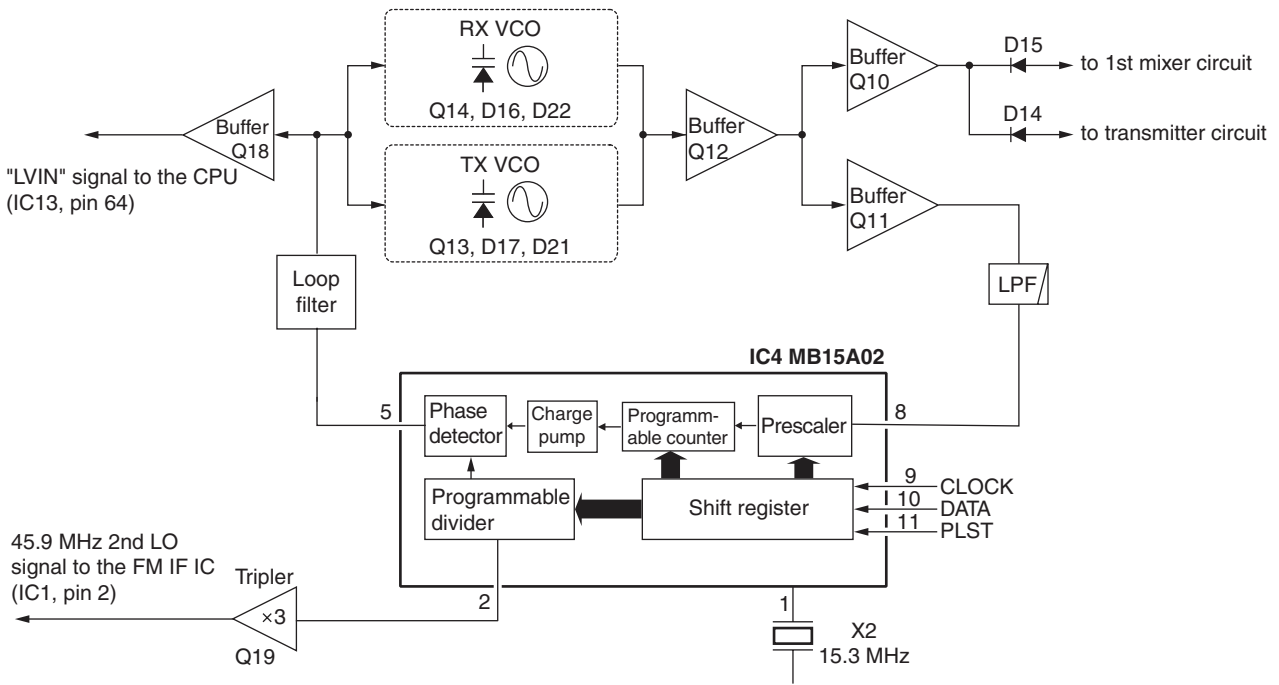 RX VCO
Q14, D16, D22
TX VCO
Q13, D17, D21
Buffer
Q18
Buffer
Q12
Buffer
Q10
Buffer
Q11
D15
to 1st mixer circuit
D14
to transmitter circuit
"LVIN" signal to the CPU
(IC13, pin 64)
Loop
filter
LPF
IC4 MB15A02
5
Phase
detector
Charge
pump
Programm-
able counter
Prescaler
8
Programmable
divider
Shift register
9
CLOCK
10
DATA
11
PLST
45.9 MHz 2nd LO
signal to the FM IF IC
(IC1, pin 2)
Tripler
×3
Q19
2
1
X2
15.3 MHz